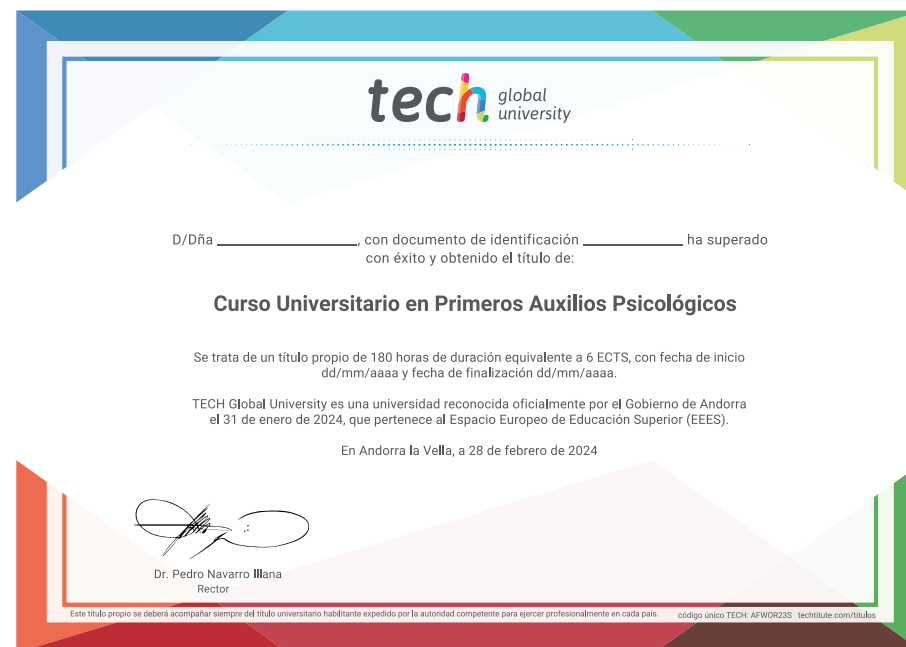 tech global university
D/Dña ____________________, con documento de identificación ______________ ha superado
con éxito y obtenido el título de:
Curso Universitario en Primeros Auxilios Psicológicos
Se trata de un título propio de 180 horas de duración equivalente a 6 ECTS, con fecha de inicio
dd/mm/aaaa y fecha de finalización dd/mm/aaaa.
TECH Global University es una universidad reconocida oficialmente por el Gobierno de Andorra
el 31 de enero de 2024, que pertenece al Espacio Europeo de Educación Superior (EEES).
En Andorra la Vella, a 28 de febrero de 2024
Dr. Pedro Navarro Illana
Rector
Este título propio se deberá acompañar siempre del título universitario habilitante expedido por la autoridad competente para ejercer profesionalmente en cada país. código único TECH: AFWOR23S techtitute.com/titulos